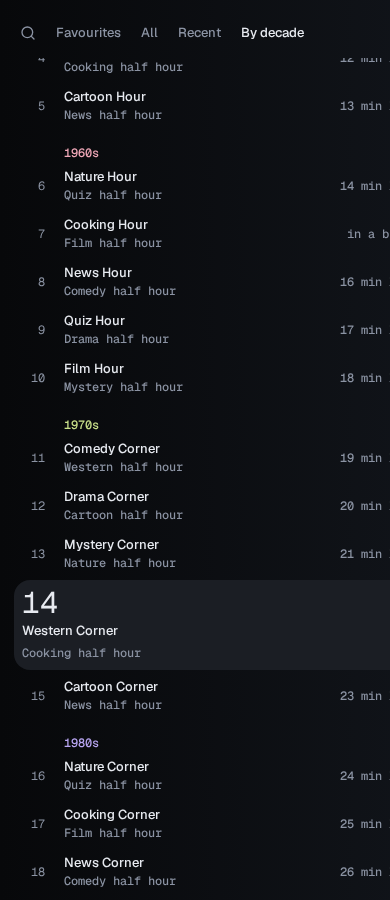 Favourites All Recent By decade
Cooking half hour
5 Cartoon Hour 13 min
News half hour
1960s
6 Nature Hour 14 min
Quiz half hour
7 Cooking Hour in a b
Film half hour
8 News Hour 16 min
Comedy half hour
9 Quiz Hour 17 min
Drama half hour
10 Film Hour 18 min
Mystery half hour
1970s
11 Comedy Corner 19 min
Western half hour
12 Drama Corner 20 min
Cartoon half hour
13 Mystery Corner 21 min
Nature half hour
14
Western Corner
Cooking half hour
15 Cartoon Corner 23 min
News half hour
1980s
16 Nature Corner 24 min
Quiz half hour
17 Cooking Corner 25 min
Film half hour
18 News Corner 26 min
Comedy half hour